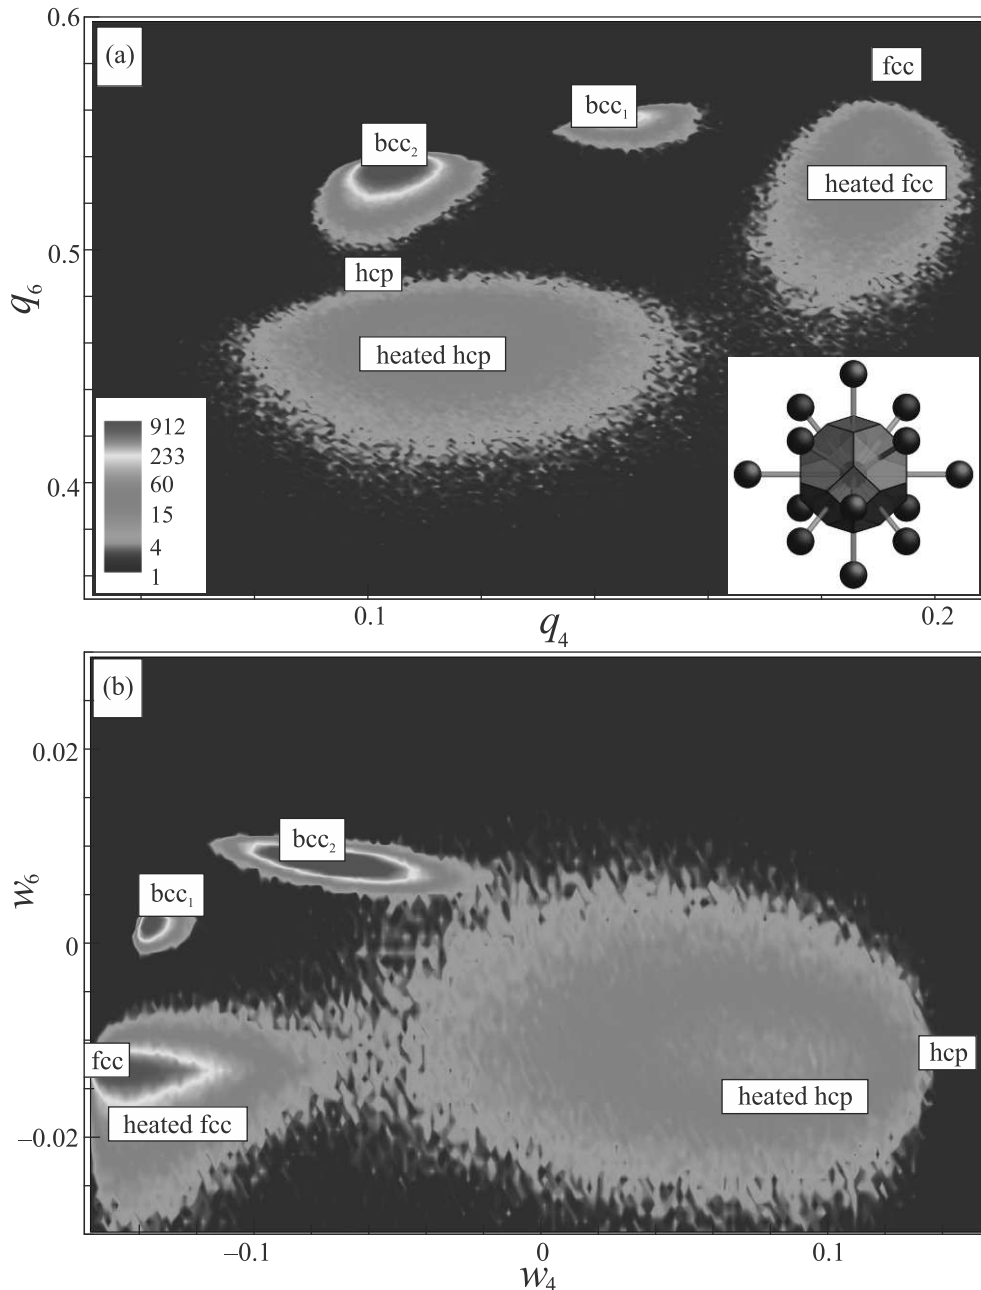 0.6
(a)
fcc
bcc₁
bcc₂
heated fcc
0.5
hcp
q₆
heated hcp
912
233
60
15
4
1
0.4
0.1
0.2
q₄
(b)
0.02
bcc₂
bcc₁
w₆
0
fcc
hcp
heated hcp
heated fcc
–0.02
–0.1
0
0.1
w₄